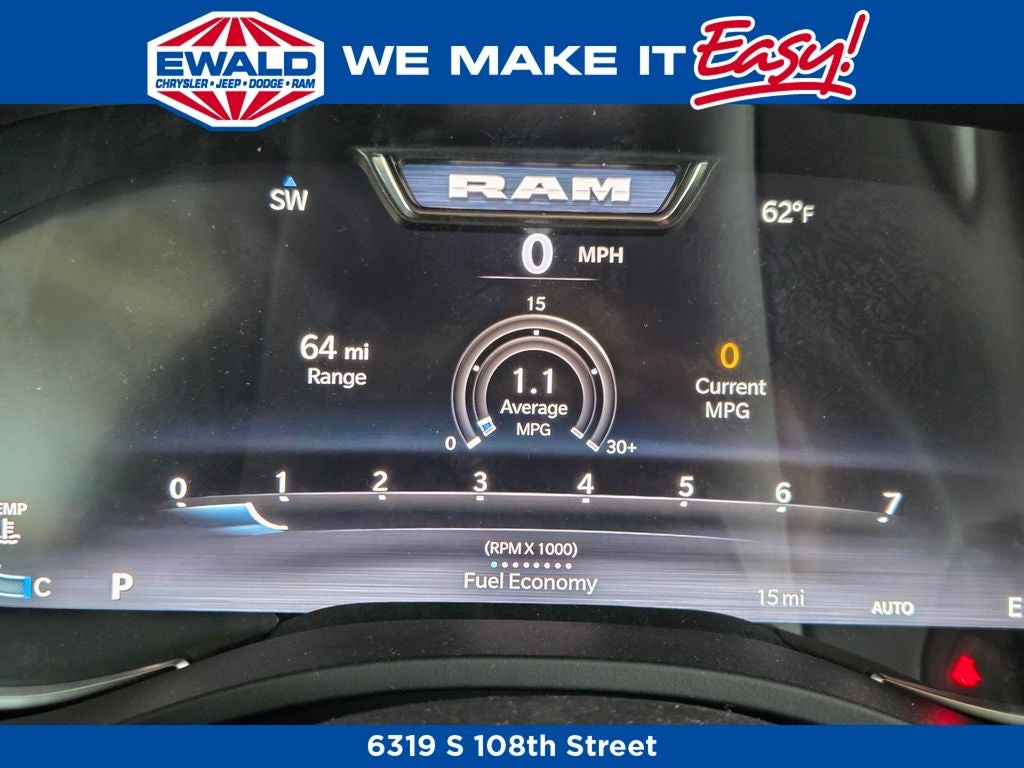 EWALD
CHRYSLER • JEEP • DODGE • RAM
WE MAKE IT Easy!
RAM
SW
62°F
0 MPH
15
64 mi
Range
1.1
Average
MPG
0
30+
0
Current
MPG
0 1 2 3 4 5 6 7
(RPM X 1000)
Fuel Economy
C
P
15 mi
AUTO
E
6319 S 108th Street